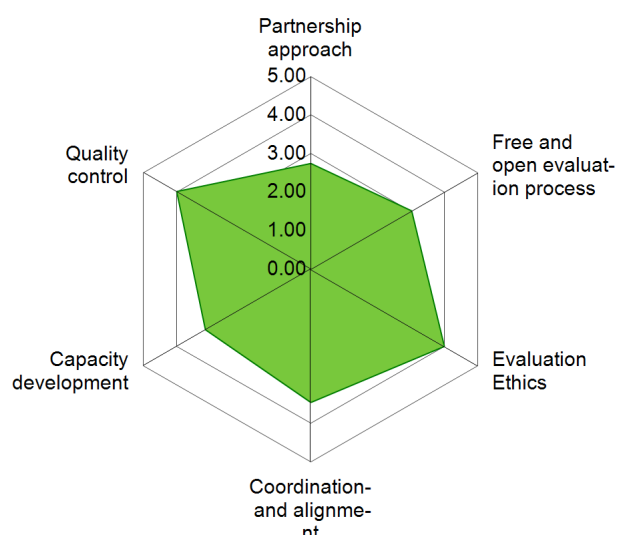 Partnership
approach
5.00
4.00
3.00
2.00
1.00
0.00
Free and
open evaluat-
ion process
Evaluation
Ethics
Coordination-
and alignme-
nt
Capacity
development
Quality
control